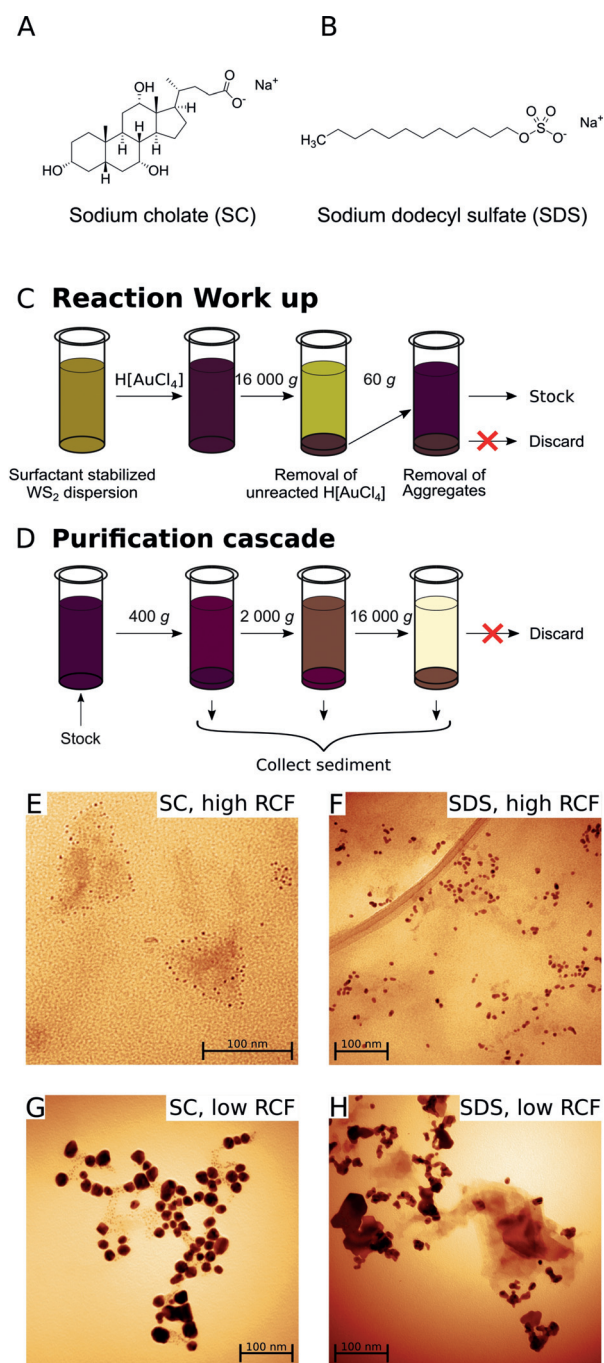 A
B
OH
O
O-
Na+
H
H
H
H
HO
OH
H
H3C
O
O
O
S
O-
Na+
Sodium cholate (SC)
Sodium dodecyl sulfate (SDS)
C Reaction Work up
H[AuCl4]
16 000 g
60 g
Stock
Discard
Surfactant stabilized
WS2 dispersion
Removal of
unreacted H[AuCl4]
Removal of
Aggregates
D Purification cascade
400 g
2 000 g
16 000 g
Discard
Stock
Collect sediment
E
SC, high RCF
100 nm
F
SDS, high RCF
100 nm
G
SC, low RCF
100 nm
H
SDS, low RCF
100 nm